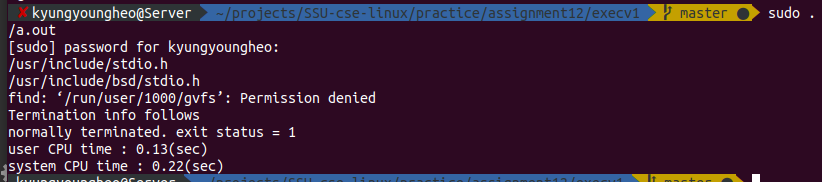 ✘ kyungyoungheo@Server ~/projects/SSU-cse-linux/practice/assignment12/execv1 master ● sudo .
/a.out
[sudo] password for kyungyoungheo:
/usr/include/stdio.h
/usr/include/bsd/stdio.h
find: ‘/run/user/1000/gvfs’: Permission denied
Termination info follows
normally terminated. exit status = 1
user CPU time : 0.13(sec)
system CPU time : 0.22(sec)
kyungyoungheo@Server ~/projects/SSU-cse-linux/practice/assignment12/execv1 master ●